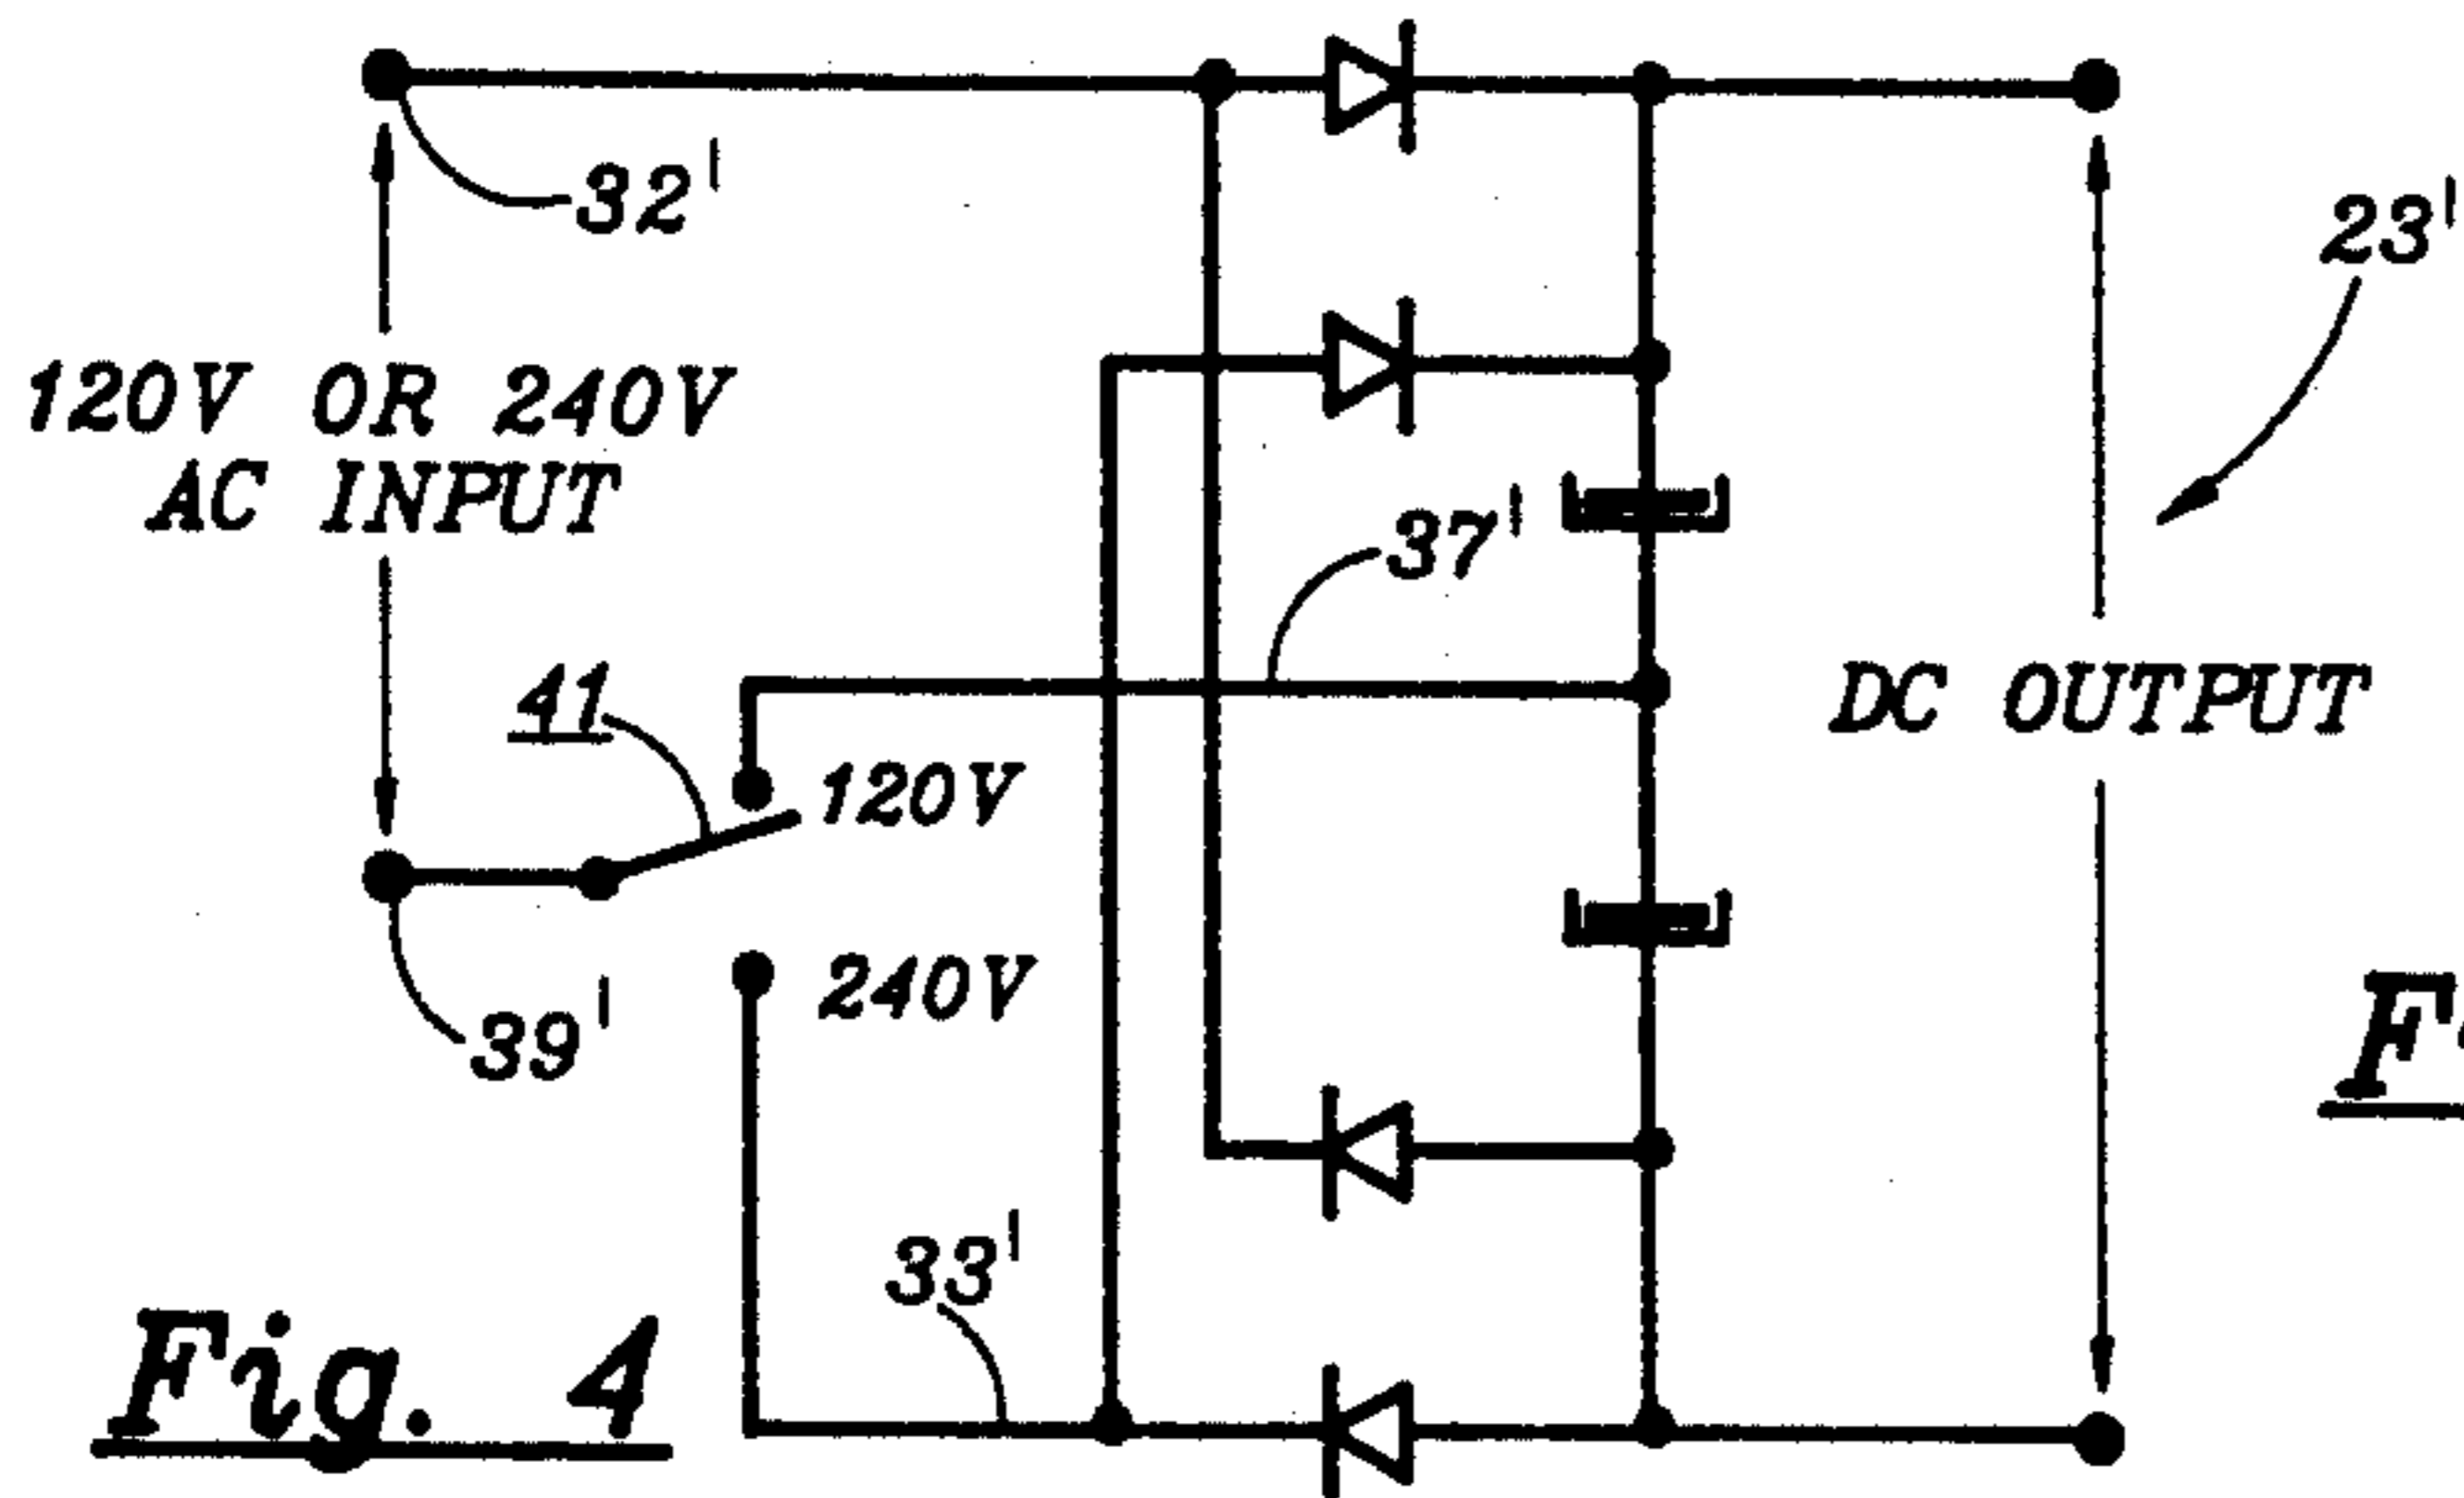 32'
23'
120V OR 240V
AC INPUT
37'
41
120V
DC OUTPUT
240V
39'
33'
Fig. 4